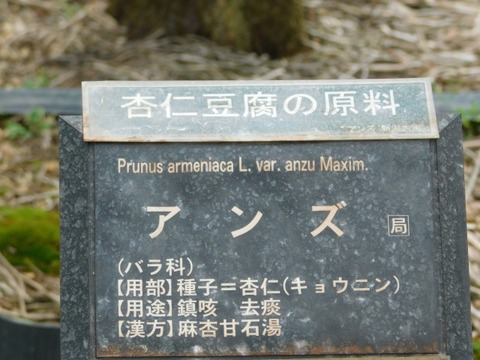 杏仁豆腐の原料
Prunus armeniaca L. var. anzu Maxim.
アンズ 局
(バラ科)
【用部】種子＝杏仁(キョウニン)
【用途】鎮咳 去痰
【漢方】麻杏甘石湯